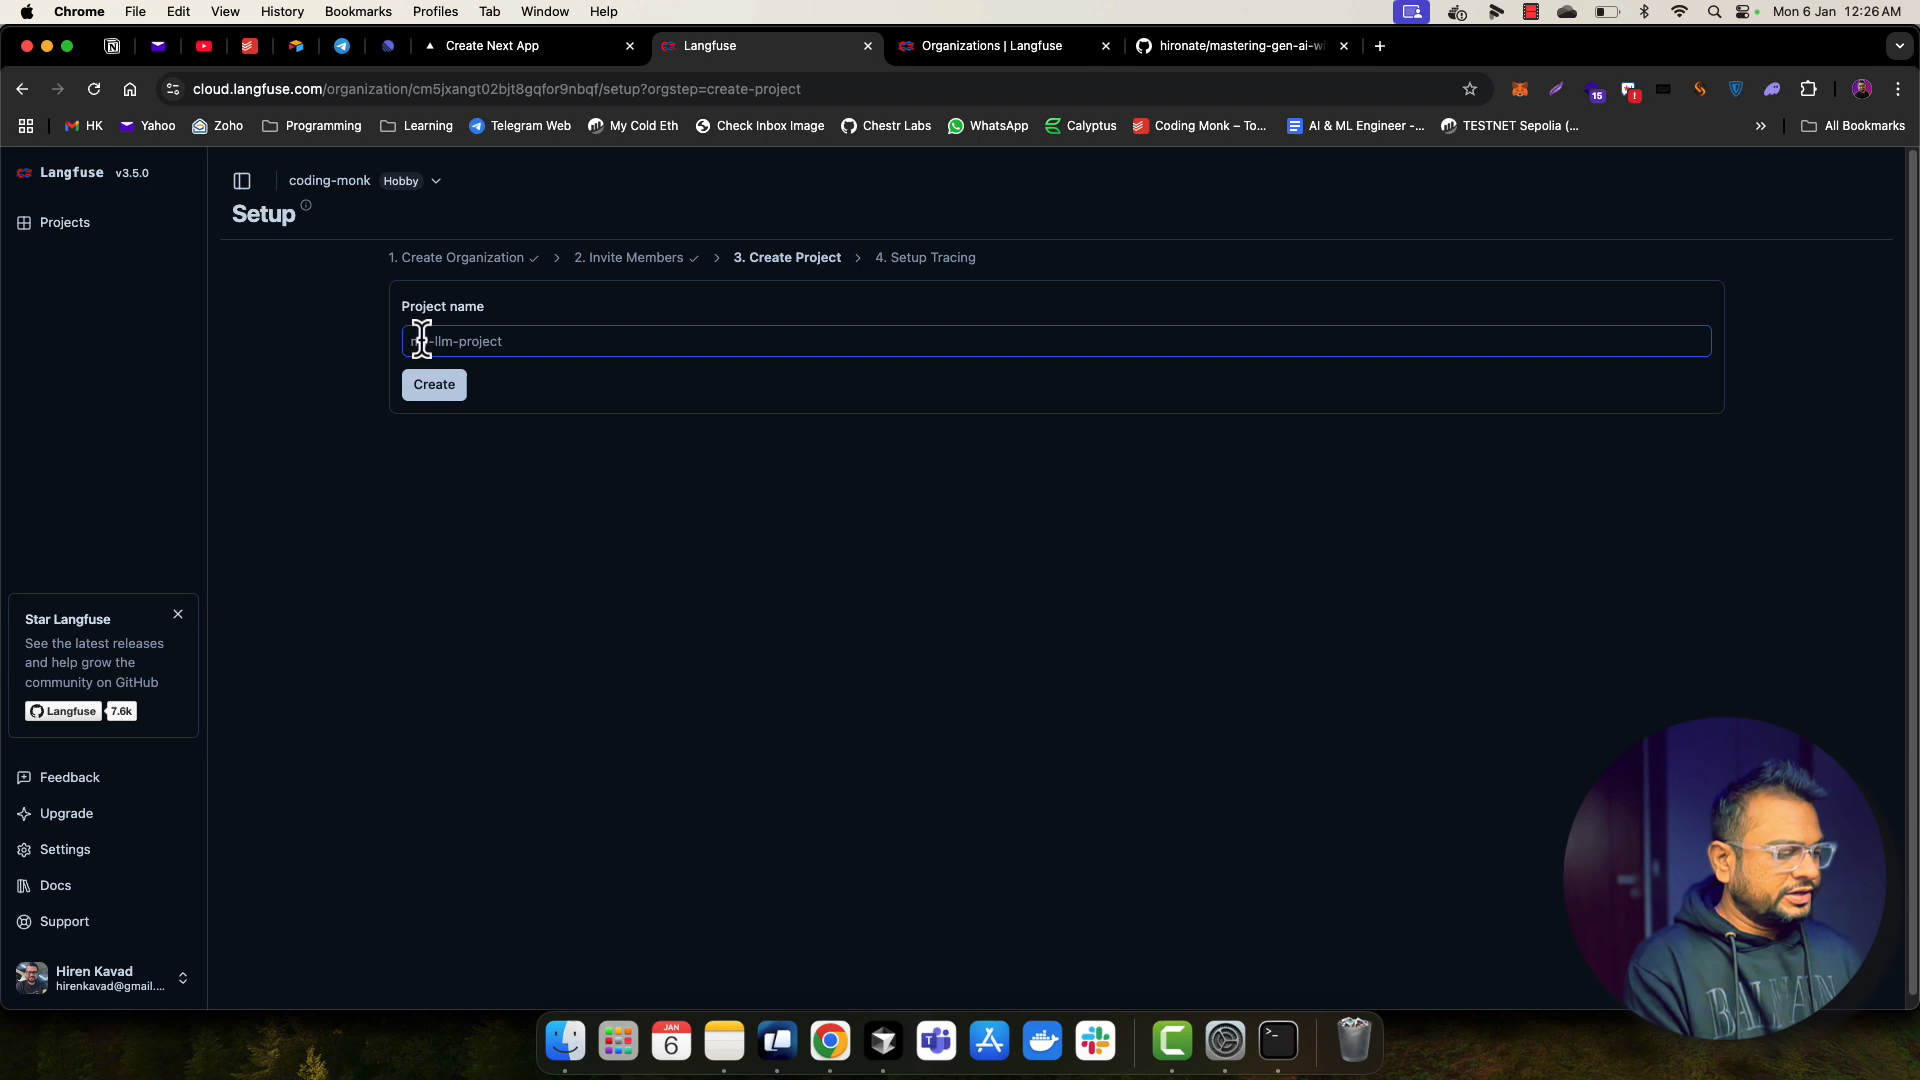 Chrome File Edit View History Bookmarks Profiles Tab Window Help Mon 6 Jan 12:26 AM
Create Next App Langfuse Organizations | Langfuse hironate/mastering-gen-ai-wi
cloud.langfuse.com/organization/cm5jxangt02bjt8gqfor9nbqf/setup?orgstep=create-project
15
HK Yahoo Zoho Programming Learning Telegram Web My Cold Eth Check Inbox Image Chestr Labs WhatsApp Calyptus Coding Monk – To... AI & ML Engineer -... TESTNET Sepolia (... All Bookmarks
Langfuse v3.5.0
coding-monk Hobby
Setup
Projects
1. Create Organization 2. Invite Members 3. Create Project 4. Setup Tracing
Project name
-llm-project
Create
Star Langfuse
See the latest releases
and help grow the
community on GitHub
Langfuse 7.6k
Feedback
Upgrade
Settings
Docs
Support
Hiren Kavad
hirenkavad@gmail....
JAN
6
BALMAIN